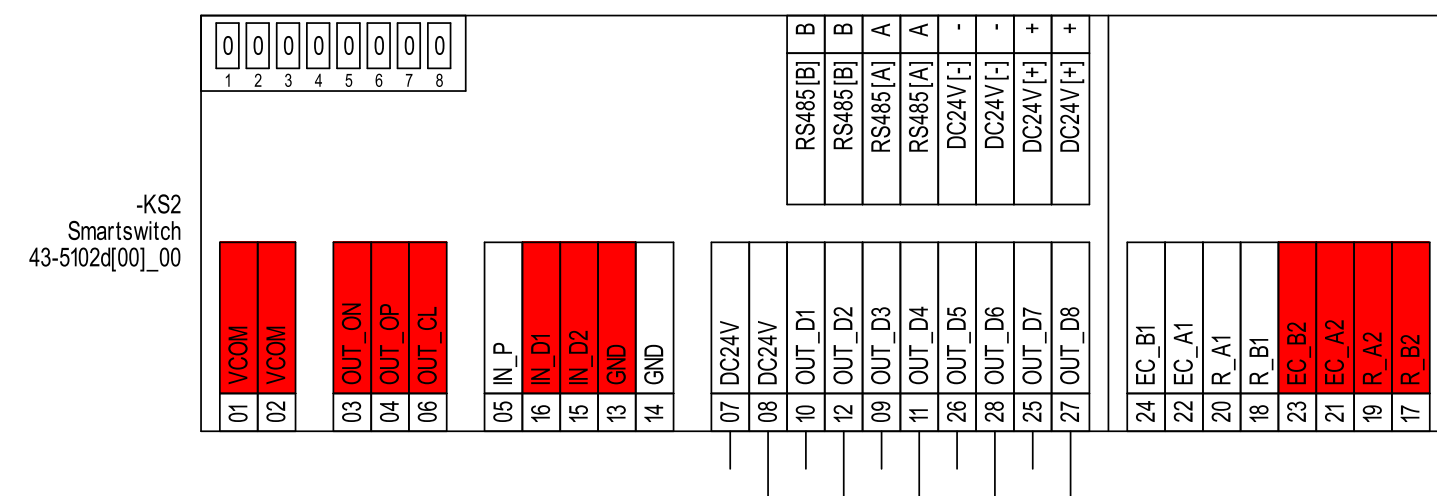 0 0 0 0 0 0 0 0
1 2 3 4 5 6 7 8
B B A A - - + +
RS485[B] RS485[B] RS485[A] RS485[A] DC24V[-] DC24V[-] DC24V[+] DC24V[+]
-KS2
Smartswitch
43-5102d[00]_00
VCOM VCOM OUT_ON OUT_OP OUT_CL IN_P IN_D1 IN_D2 GND GND DC24V DC24V OUT_D1 OUT_D2 OUT_D3 OUT_D4 OUT_D5 OUT_D6 OUT_D7 OUT_D8 EC_B1 EC_A1 R_A1 R_B1 EC_B2 EC_A2 R_A2 R_B2
01 02 03 04 06 05 16 15 13 14 07 08 10 12 09 11 26 28 25 27 24 22 20 18 23 21 19 17